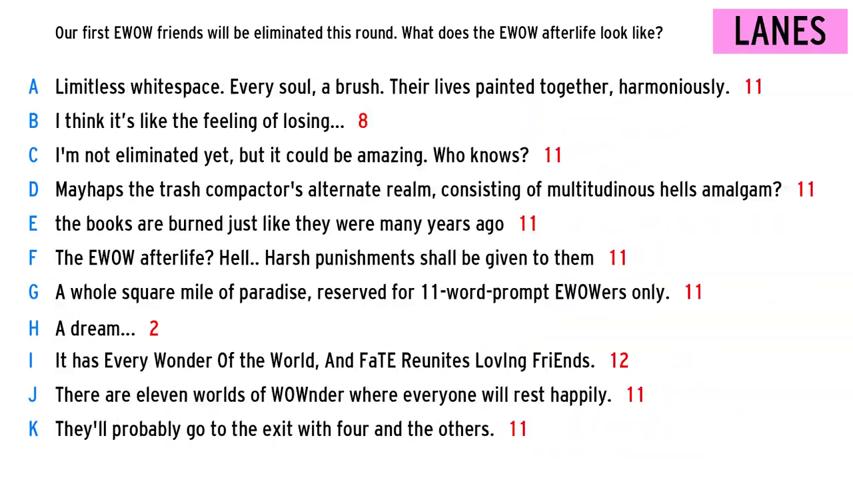 Our first EWOW friends will be eliminated this round. What does the EWOW afterlife look like?
LANES
A Limitless whitespace. Every soul, a brush. Their lives painted together, harmoniously. 11
B I think it's like the feeling of losing... 8
C I'm not eliminated yet, but it could be amazing. Who knows? 11
D Mayhaps the trash compactor's alternate realm, consisting of multitudinous hells amalgam? 11
E the books are burned just like they were many years ago 11
F The EWOW afterlife? Hell.. Harsh punishments shall be given to them 11
G A whole square mile of paradise, reserved for 11-word-prompt EWOWers only. 11
H A dream... 2
I It has Every Wonder Of the World, And FaTE Reunites LovIng FriEnds. 12
J There are eleven worlds of WOWnder where everyone will rest happily. 11
K They'll probably go to the exit with four and the others. 11